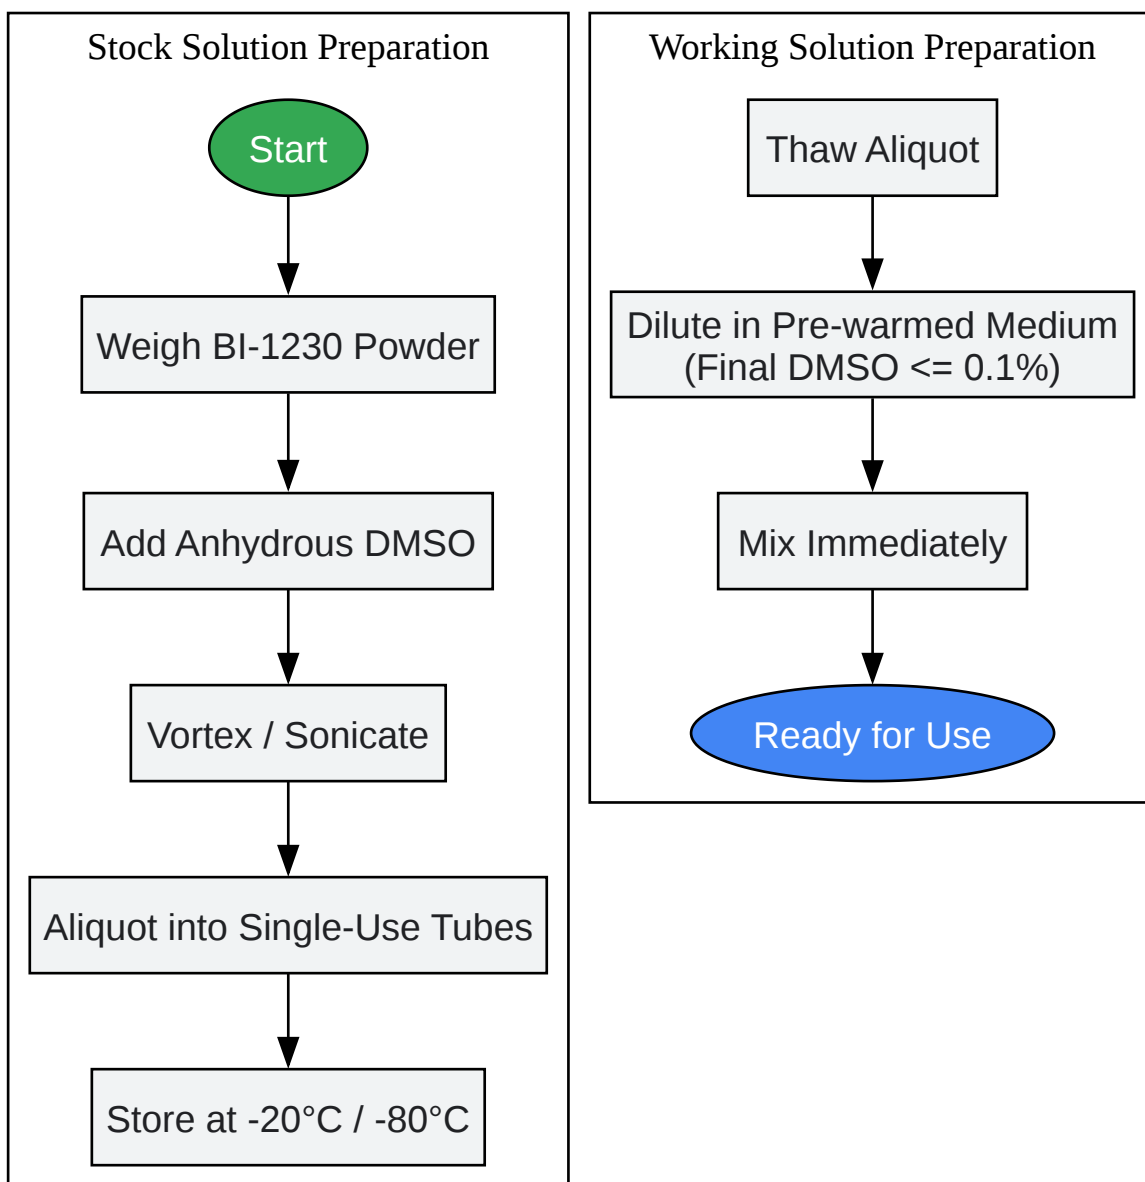 Stock Solution Preparation
Start
Weigh BI-1230 Powder
Add Anhydrous DMSO
Vortex / Sonicate
Aliquot into Single-Use Tubes
Store at -20°C / -80°C
Working Solution Preparation
Thaw Aliquot
Dilute in Pre-warmed Medium
(Final DMSO <= 0.1%)
Mix Immediately
Ready for Use